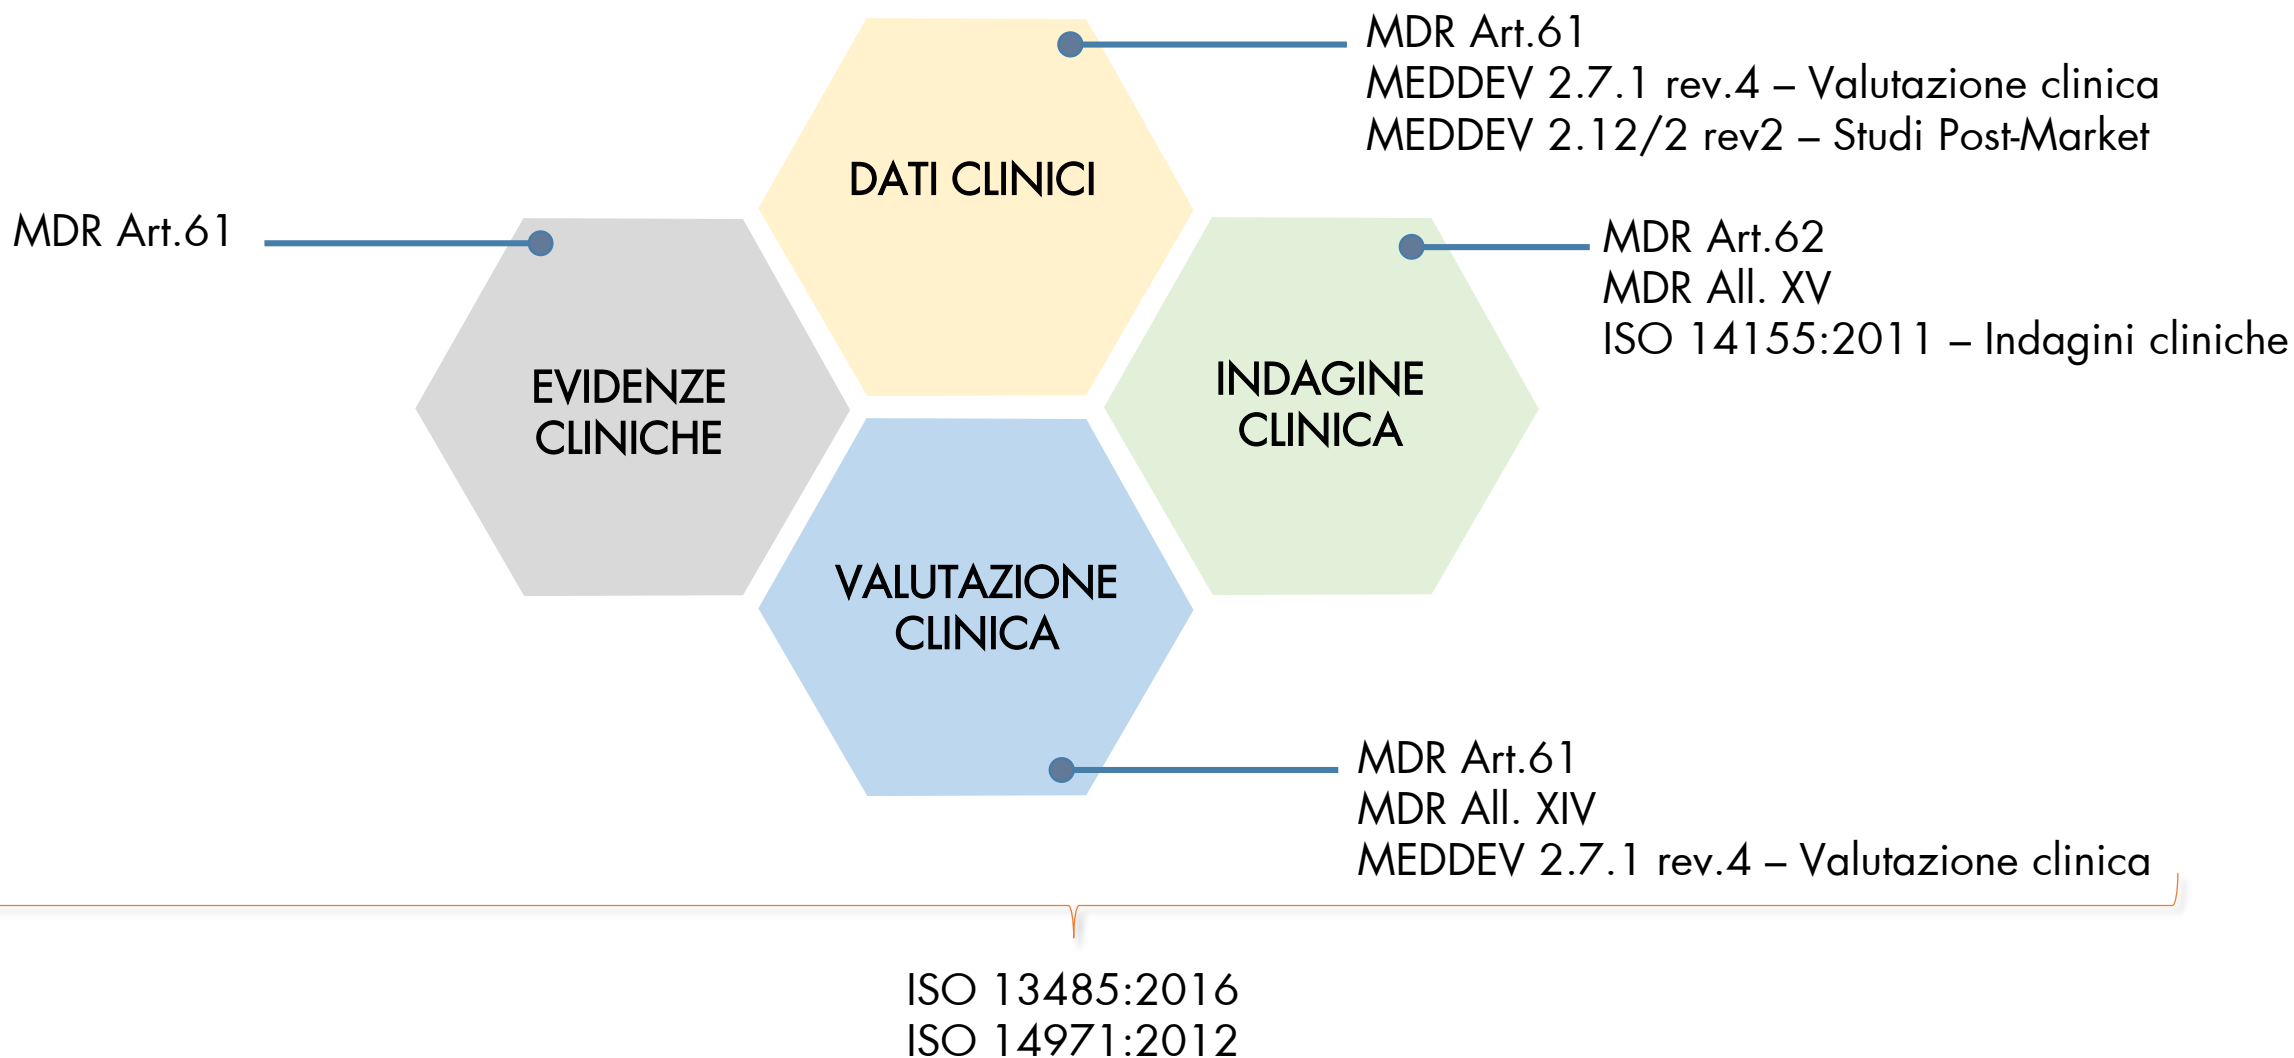 MDR Art.61
MEDDEV 2.7.1 rev.4 – Valutazione clinica
MEDDEV 2.12/2 rev2 – Studi Post-Market
DATI CLINICI
MDR Art.61
MDR Art.62
MDR All. XV
ISO 14155:2011 – Indagini cliniche
EVIDENZE
CLINICHE
INDAGINE
CLINICA
VALUTAZIONE
CLINICA
MDR Art.61
MDR All. XIV
MEDDEV 2.7.1 rev.4 – Valutazione clinica
ISO 13485:2016
ISO 14971:2012